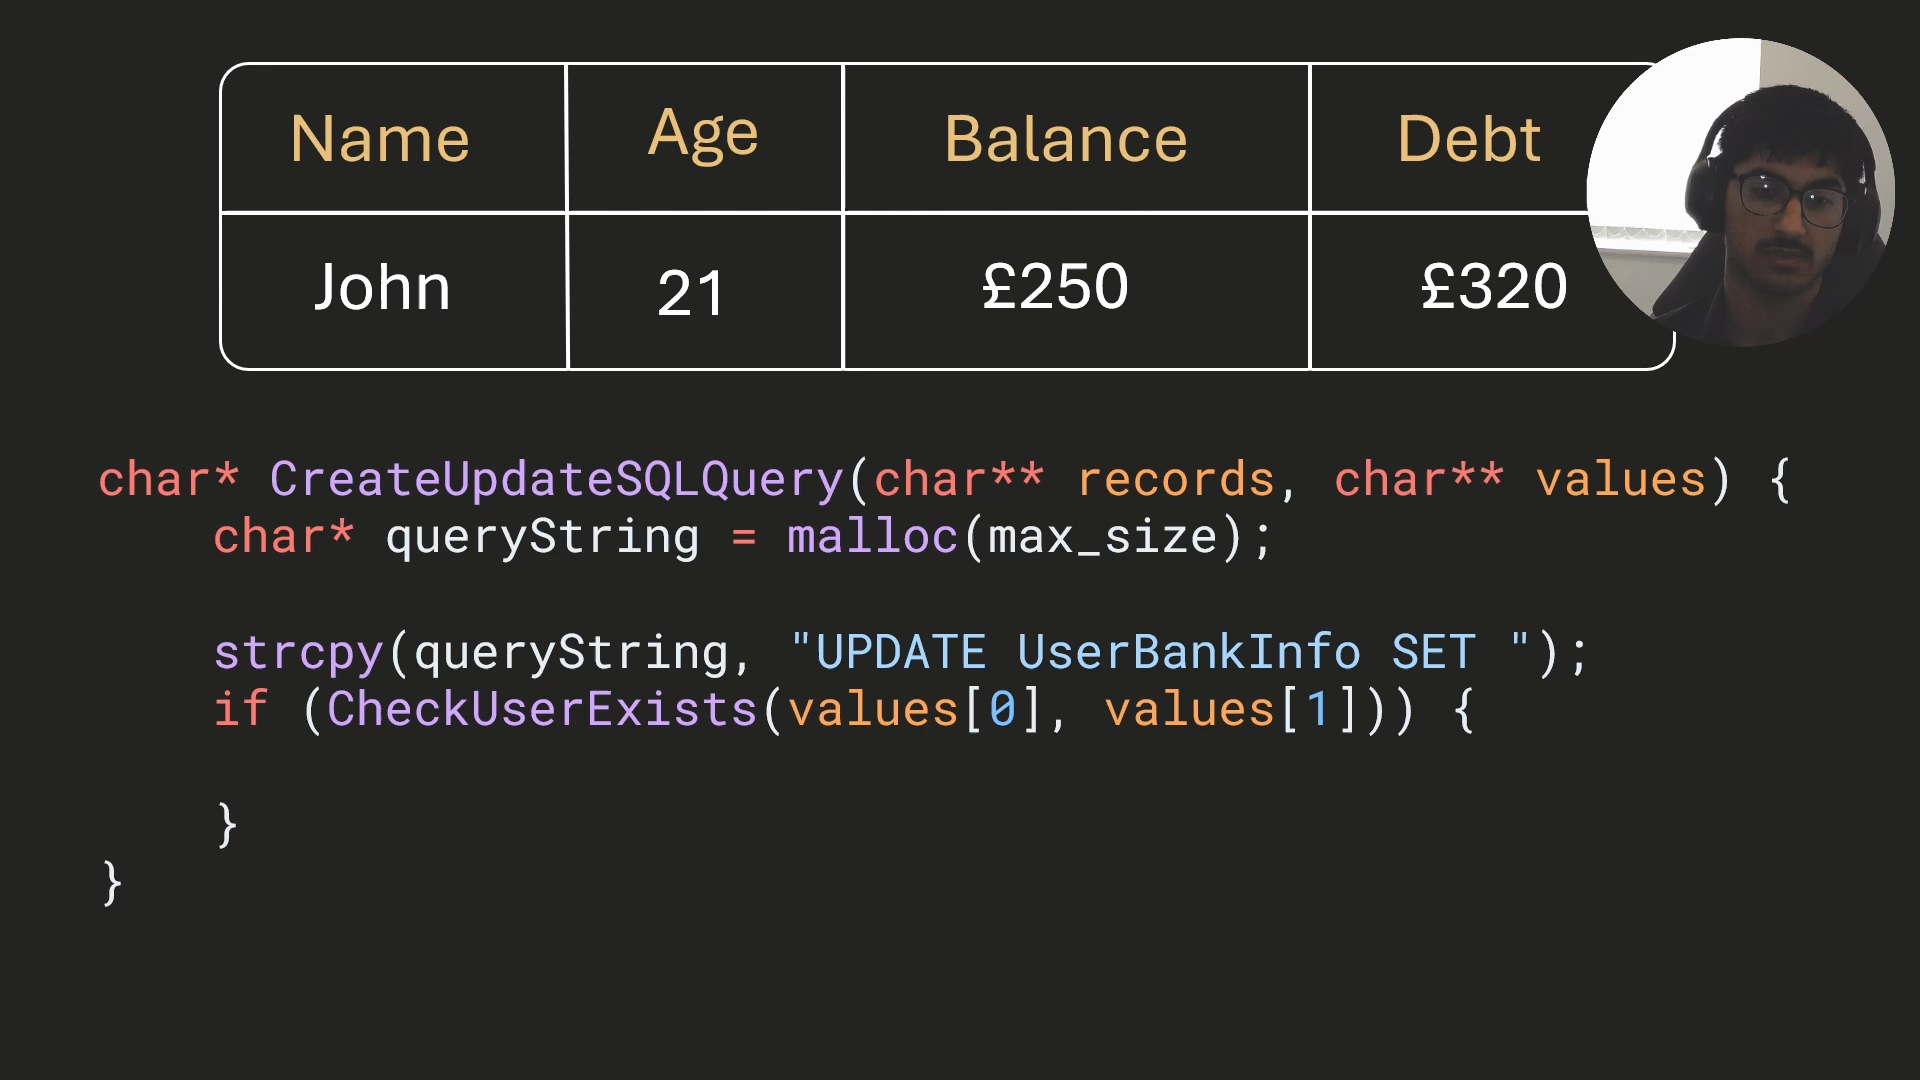 Name Age Balance Debt
John 21 £250 £320
char* CreateUpdateSQLQuery(char** records, char** values) {
    char* queryString = malloc(max_size);
    strcpy(queryString, "UPDATE UserBankInfo SET ");
    if (CheckUserExists(values[0], values[1])) {
    }
}